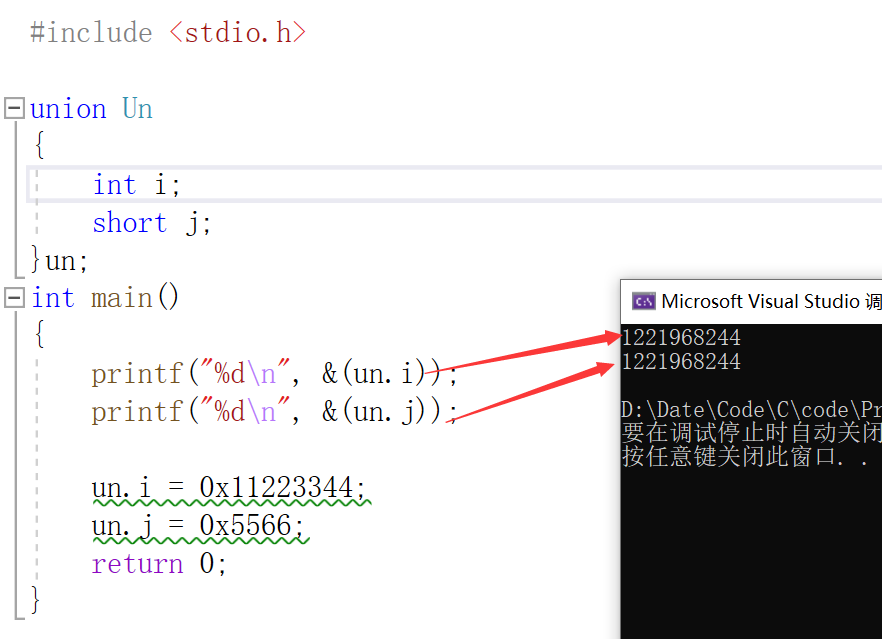 #include <stdio.h>
union Un
{
int i;
short j;
}un;
int main()
{
printf("%d\n", &(un.i));
printf("%d\n", &(un.j));
un.i = 0x11223344;
un.j = 0x5566;
return 0;
}
Microsoft Visual Studio 调
1221968244
1221968244
D:\Date\Code\C\code\Pr
要在调试停止时自动关闭
按任意键关闭此窗口. .